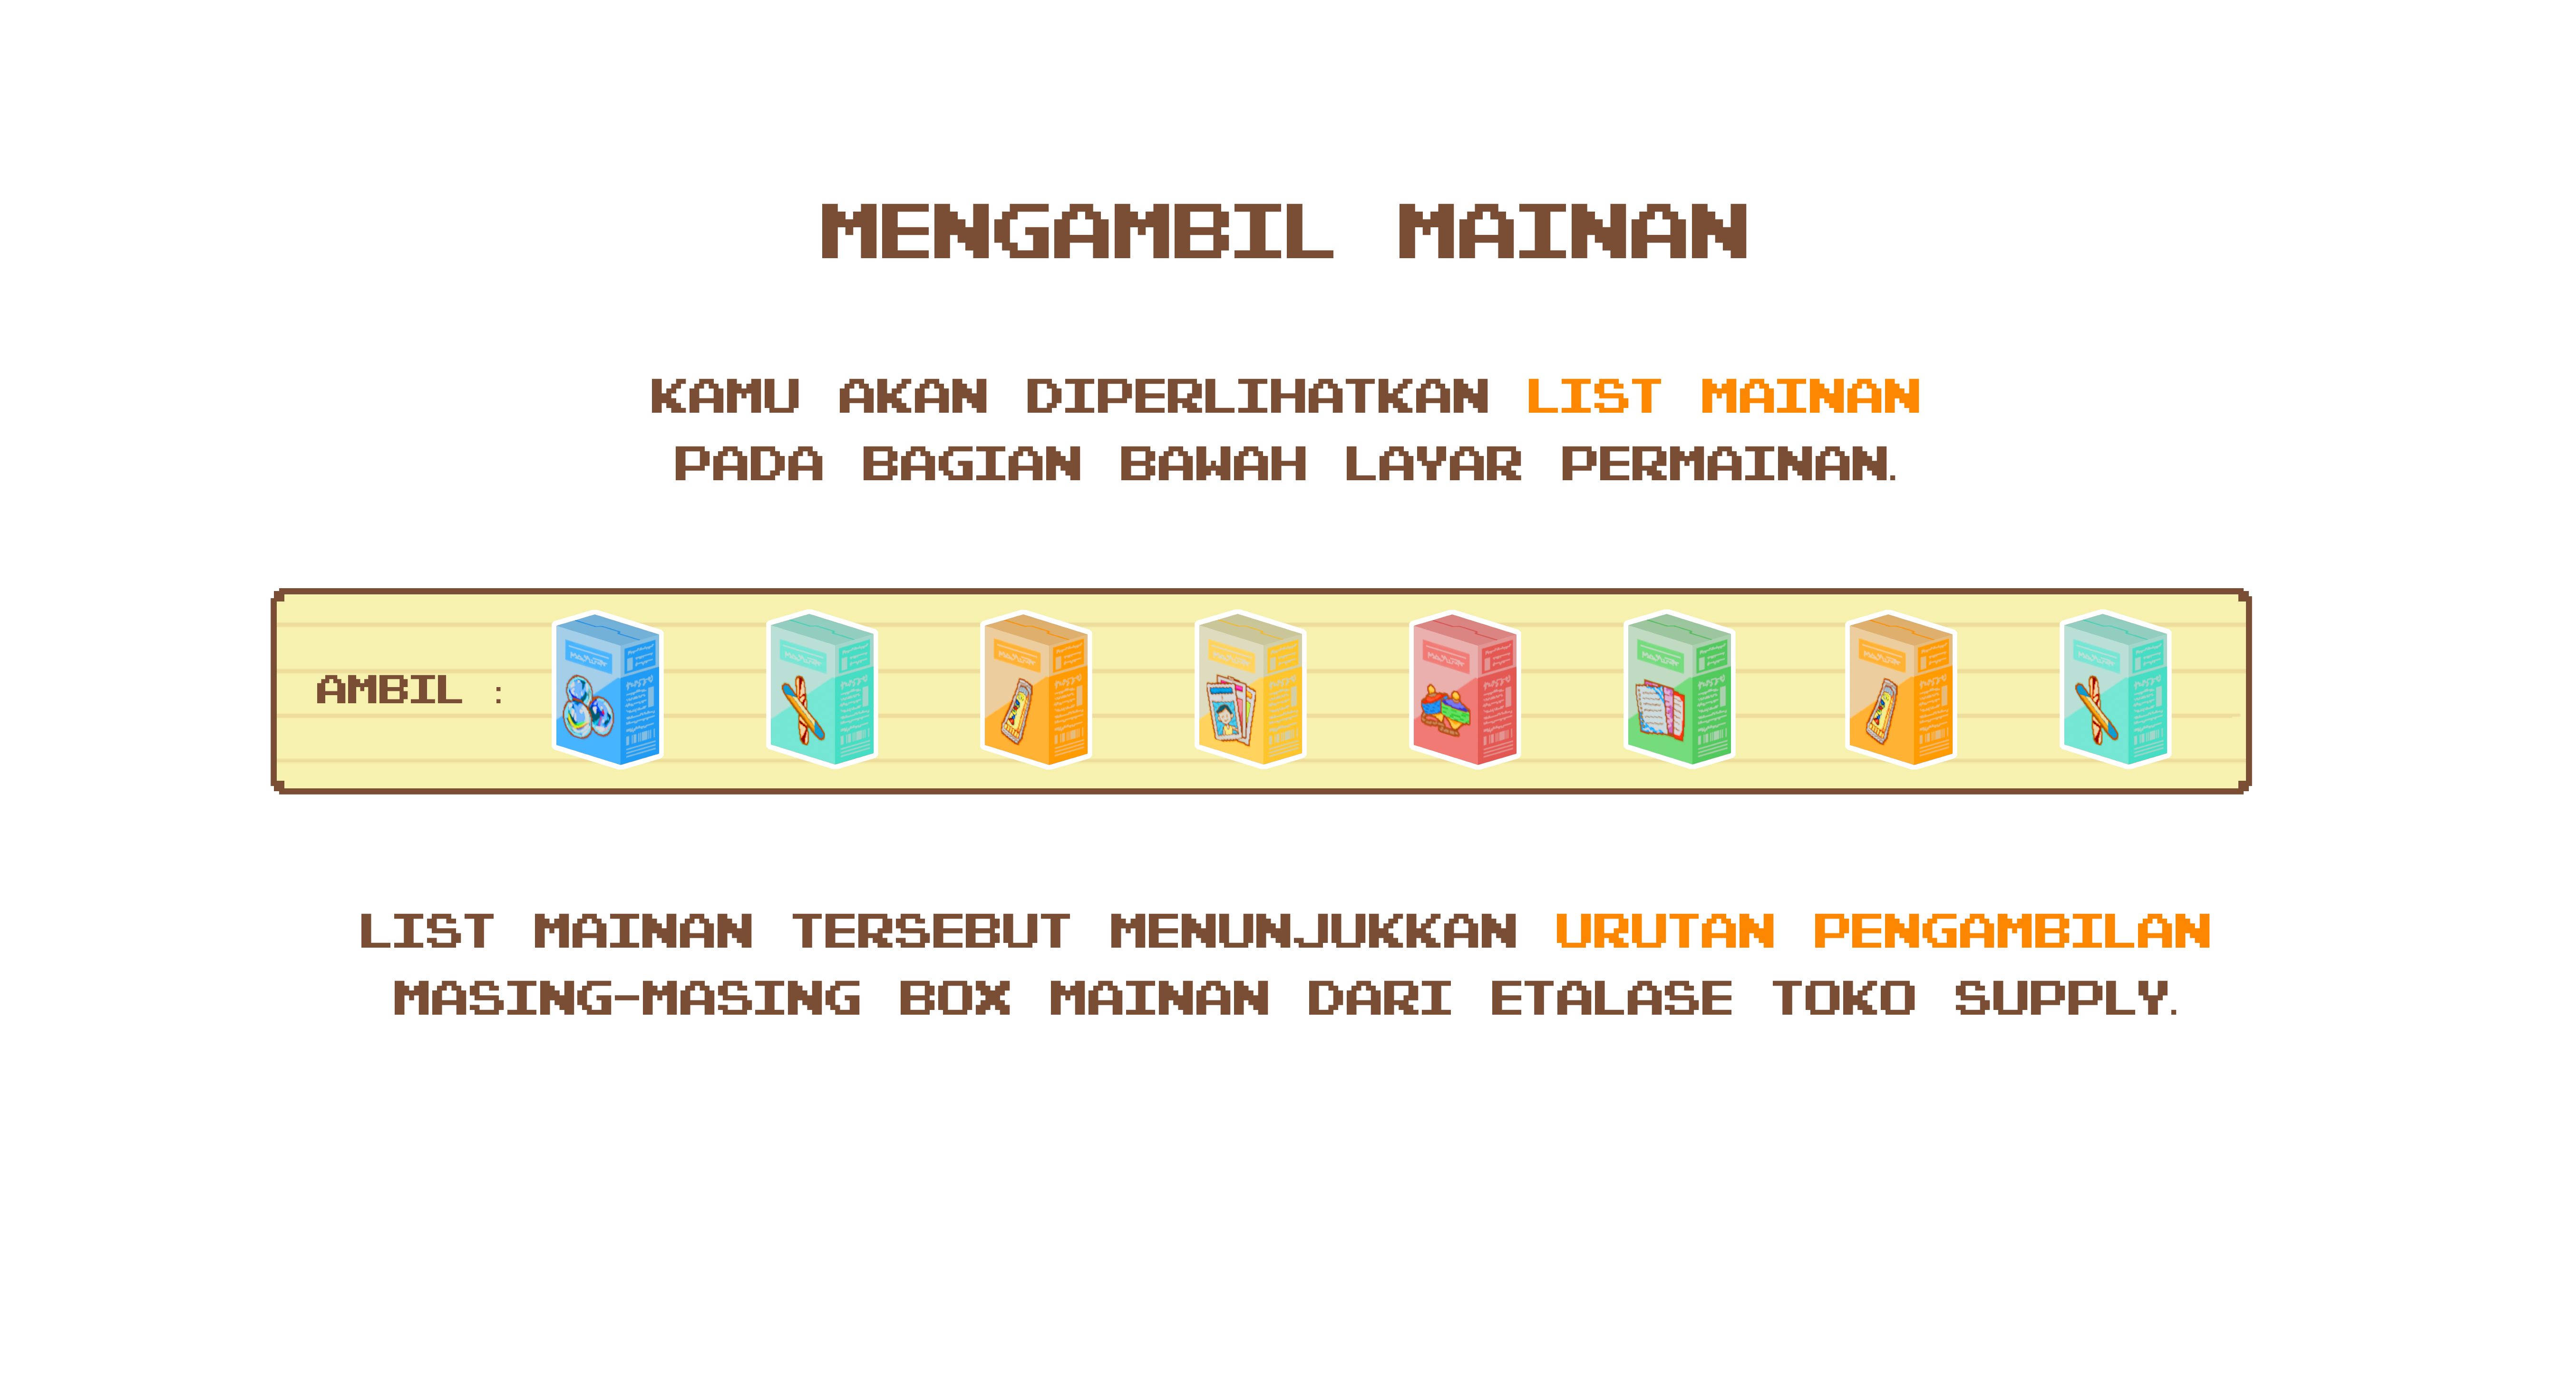 MENGAMBIL MAINAN
KAMU AKAN DIPERLIHATKAN LIST MAINAN
PADA BAGIAN BAWAH LAYAR PERMAINAN.
AMBIL :
LIST MAINAN TERSEBUT MENUNJUKKAN URUTAN PENGAMBILAN
MASING-MASING BOX MAINAN DARI ETALASE TOKO SUPPLY.